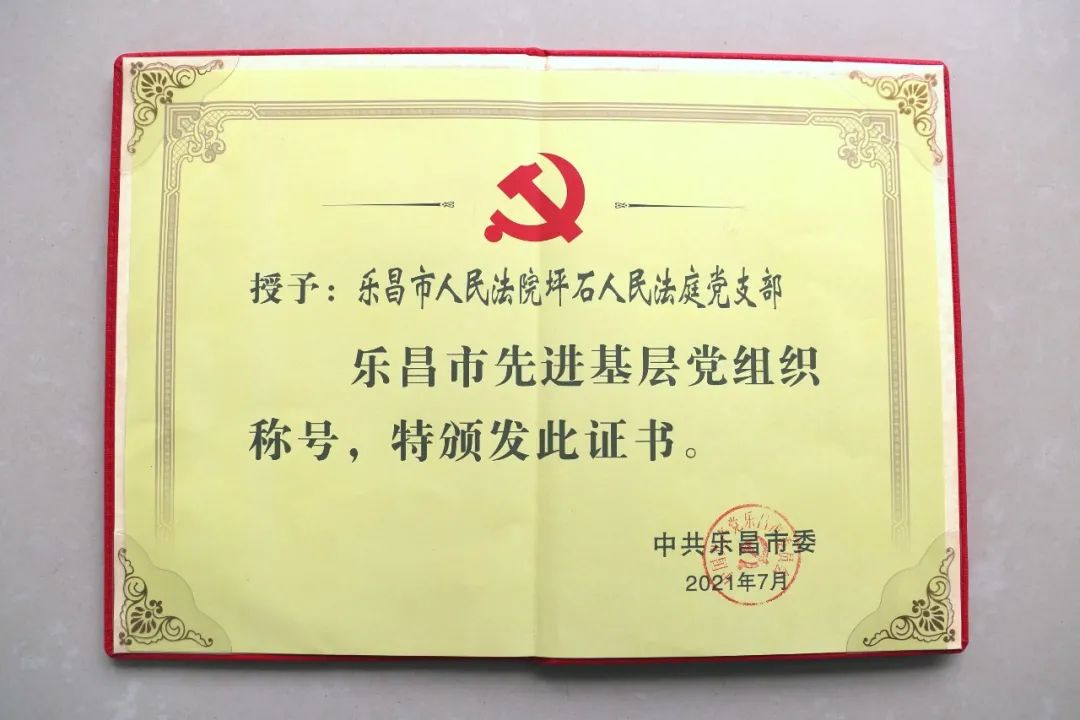 授予：乐昌市人民法院坪石人民法庭党支部
乐昌市先进基层党组织
称号，特颁发此证书。
中共乐昌市委
2021年7月